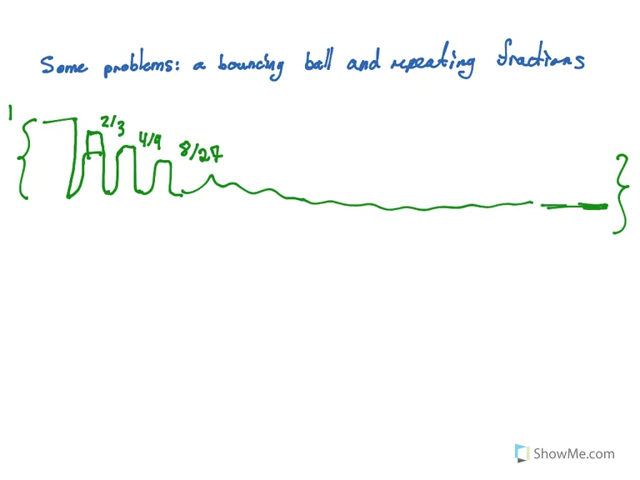 Some problems: a bouncing ball and repeating fractions
1
2/3
4/9
8/27
ShowMe.com